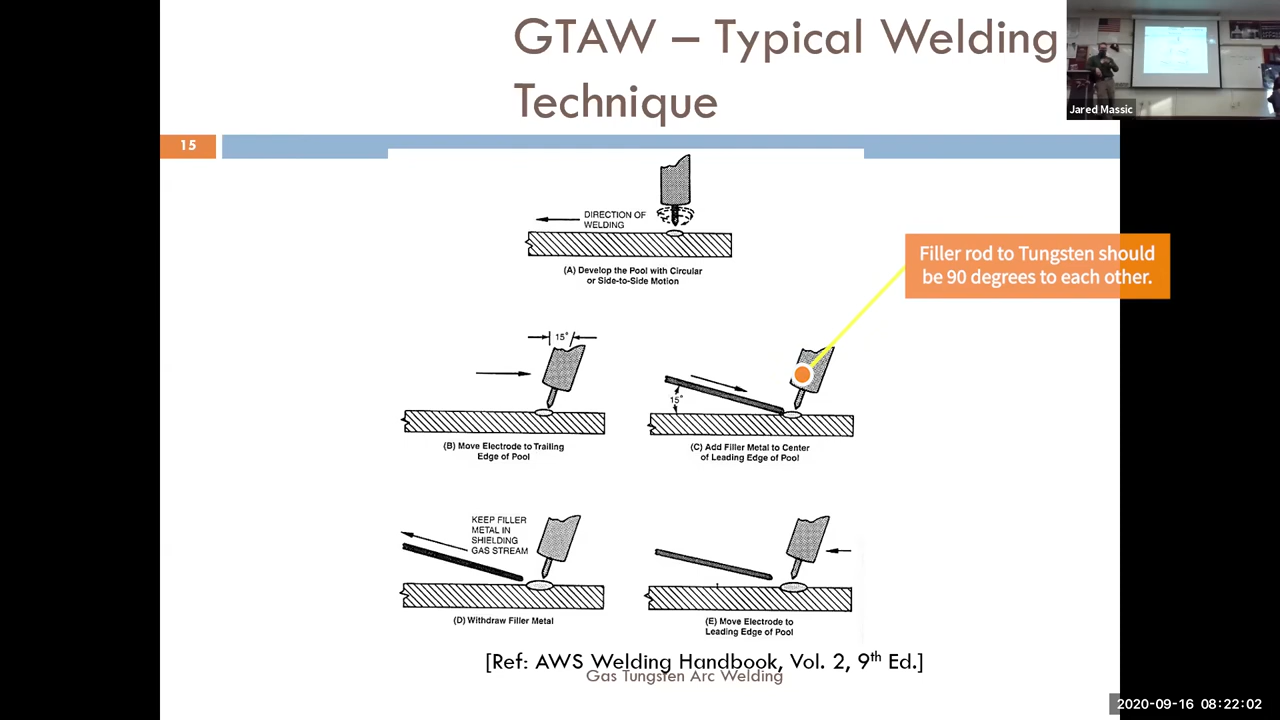 GTAW – Typical Welding
Technique
Jared Massic
15
DIRECTION OF
WELDING
(A) Develop the Pool with Circular
or Side-to-Side Motion
Filler rod to Tungsten should
be 90 degrees to each other.
15°
(B) Move Electrode to Trailing
Edge of Pool
15°
(C) Add Filler Metal to Center
of Leading Edge of Pool
KEEP FILLER
METAL IN
SHIELDING
GAS STREAM
(D) Withdraw Filler Metal
(E) Move Electrode to
Leading Edge of Pool
[Ref: AWS Welding Handbook, Vol. 2, 9th Ed.]
Gas Tungsten Arc Welding
2020-09-16 08:22:02